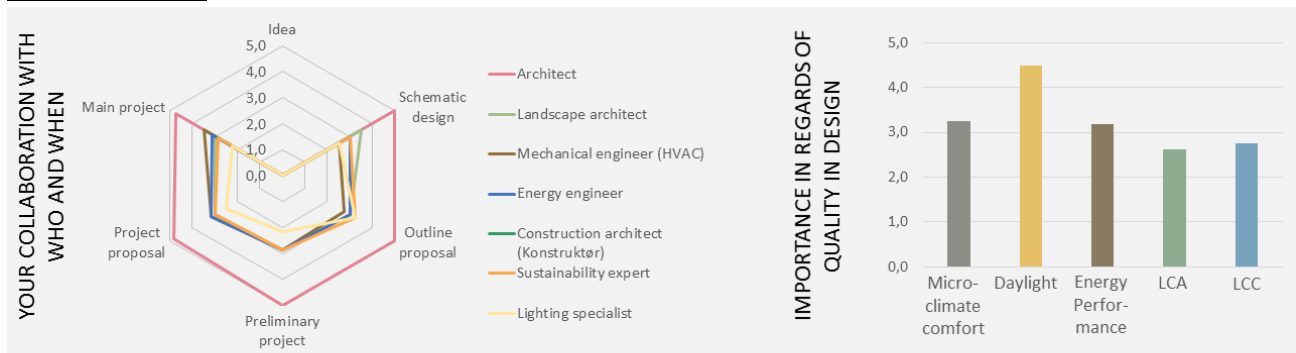 YOUR COLLABORATION WITH
WHO AND WHEN
Idea
5,0
4,0
3,0
2,0
1,0
0,0
Main project
Schematic
design
Project
proposal
Outline
proposal
Preliminary
project
Architect
Landscape architect
Mechanical engineer (HVAC)
Energy engineer
Construction architect
(Konstruktør)
Sustainability expert
Lighting specialist
IMPORTANCE IN REGARDS OF
QUALITY IN DESIGN
5,0
4,0
3,0
2,0
1,0
0,0
Micro-
climate
comfort
Daylight
Energy
Perfor-
mance
LCA
LCC